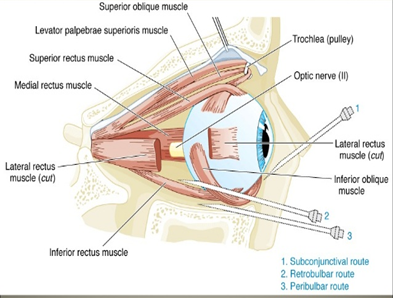 Superior oblique muscle
Levator palpebrae superioris muscle
Superior rectus muscle
Medial rectus muscle
Trochlea (pulley)
Optic nerve (II)
1
Lateral rectus
muscle (cut)
Lateral rectus
muscle (cut)
Inferior oblique
muscle
2
3
Inferior rectus muscle
1. Subconjunctival route
2. Retrobulbar route
3. Peribulbar route